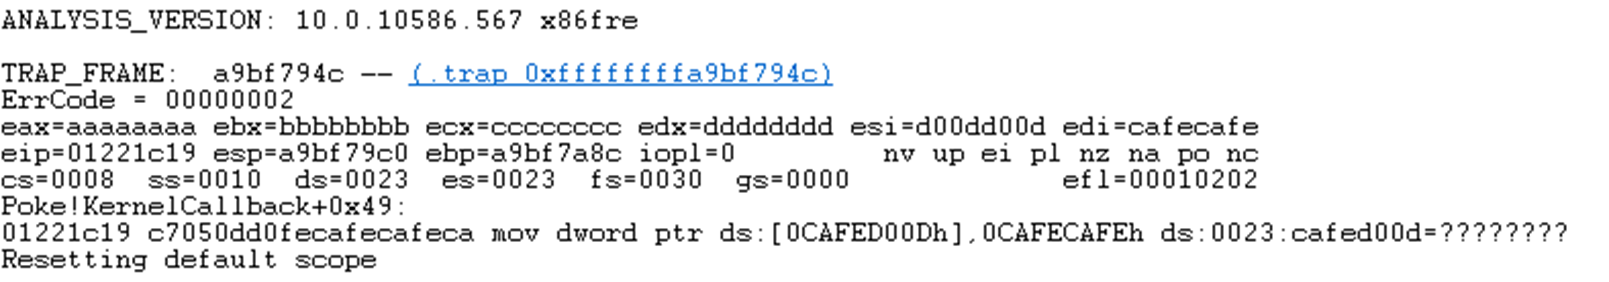 ANALYSIS_VERSION: 10.0.10586.567 x86fre
TRAP_FRAME: a9bf794c -- (.trap 0xffffffffa9bf794c)
ErrCode = 00000002
eax=aaaaaaaa ebx=bbbbbbbb ecx=cccccccc edx=dddddddd esi=d00dd00d edi=cafecafe
eip=01221c19 esp=a9bf79c0 ebp=a9bf7a8c iopl=0 nv up ei pl nz na po nc
cs=0008 ss=0010 ds=0023 es=0023 fs=0030 gs=0000 efl=00010202
Poke!KernelCallback+0x49:
01221c19 c7050dd0fecafecafeca mov dword ptr ds:[0CAFED00Dh],0CAFECAFEh ds:0023:cafed00d=????????
Resetting default scope